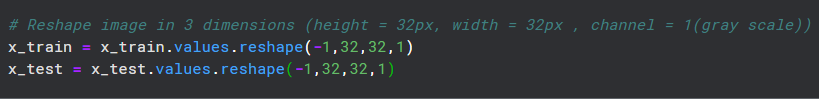 # Reshape image in 3 dimensions (height = 32px, width = 32px , channel = 1(gray scale))
x_train = x_train.values.reshape(-1,32,32,1)
x_test = x_test.values.reshape(-1,32,32,1)